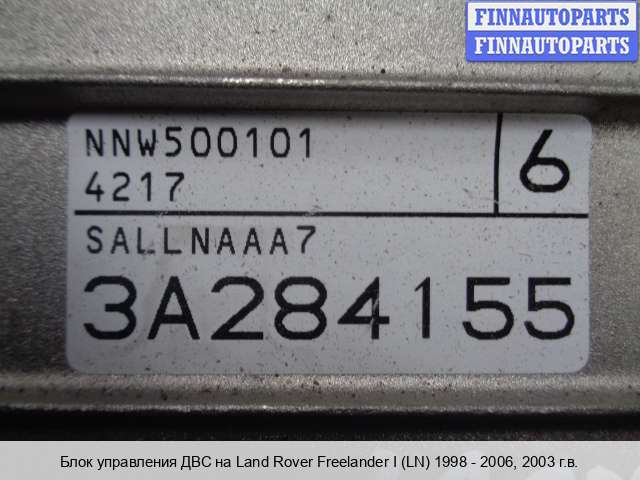 FINNAUTOPARTS
FINNAUTOPARTS
NNW500101
6
4217
SALLNAAA7
3A284155
Блок управления ДВС на Land Rover Freelander I (LN) 1998 - 2006, 2003 г.в.